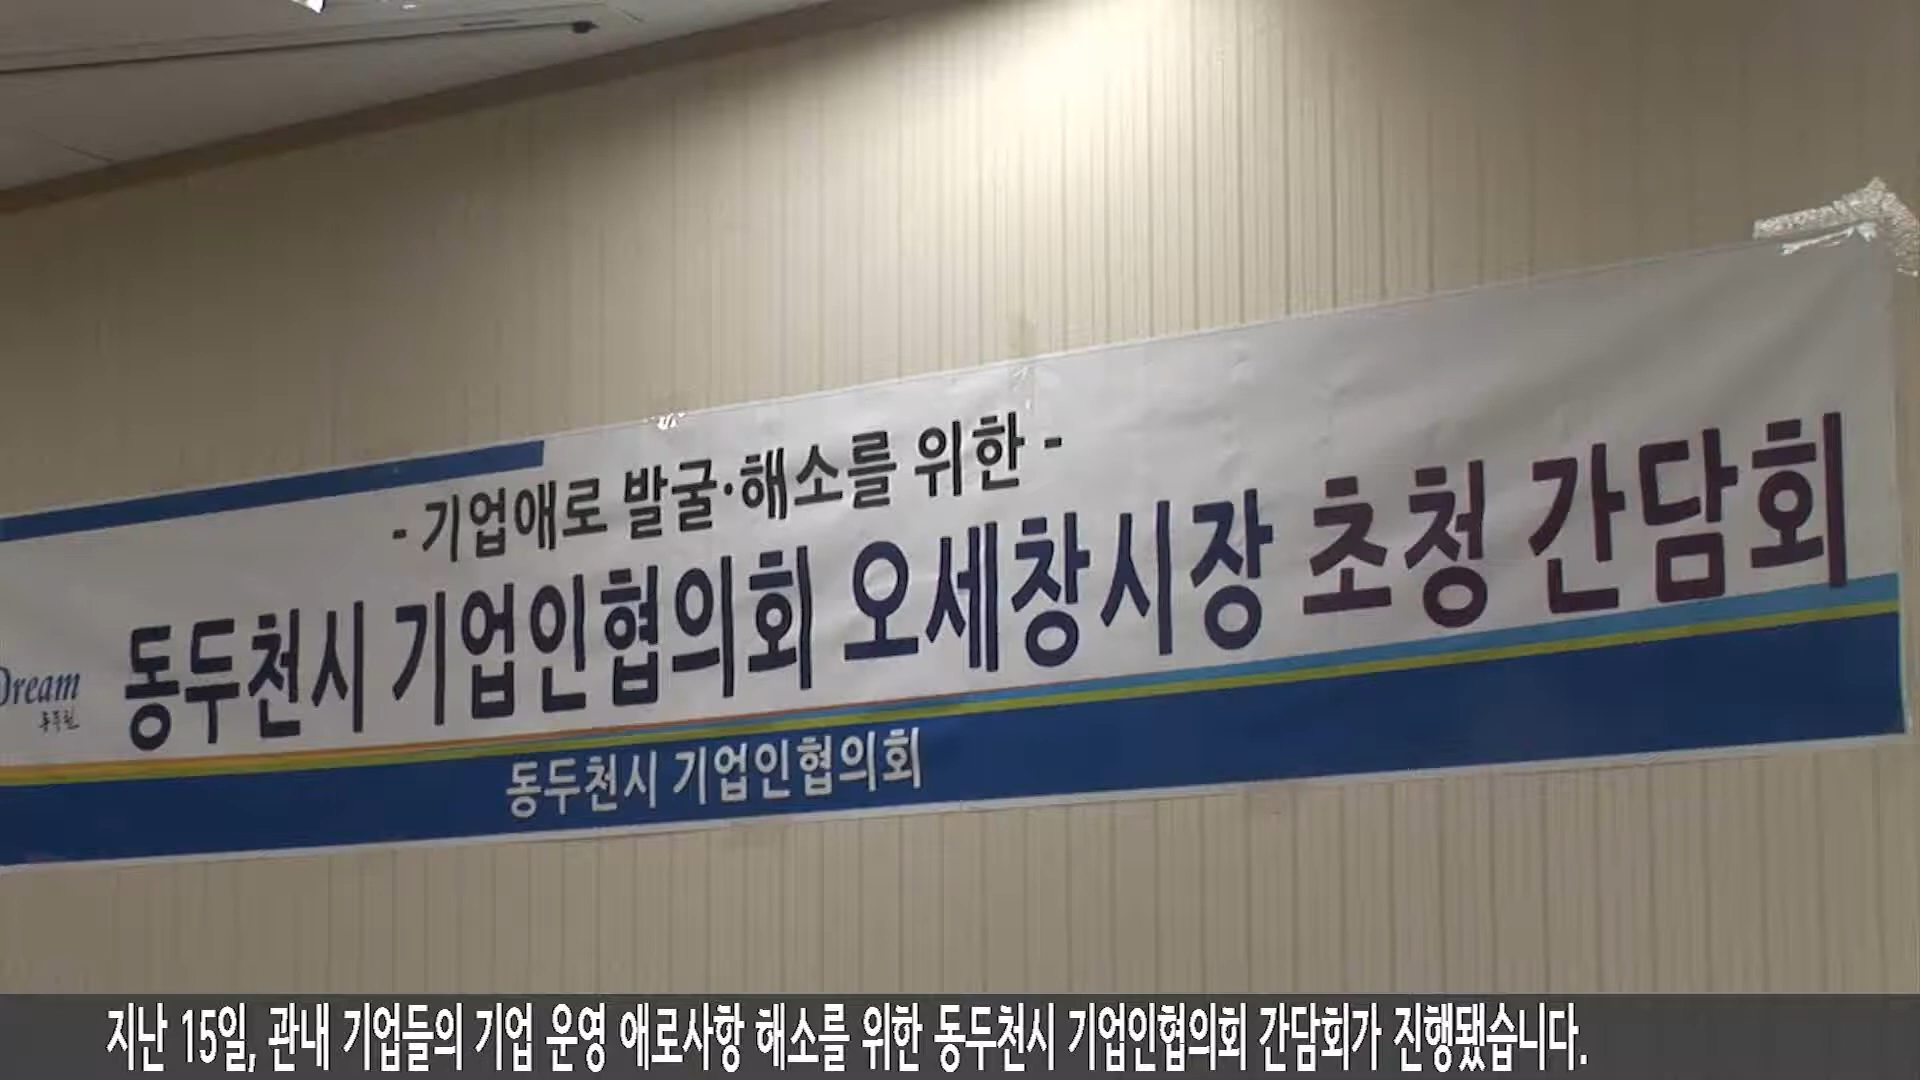 - 기업애로 발굴·해소를 위한 -
동두천시 기업인협의회 오세창시장 초청 간담회
Dream
동두천
동두천시 기업인협의회
지난 15일, 관내 기업들의 기업 운영 애로사항 해소를 위한 동두천시 기업인협의회 간담회가 진행됐습니다.